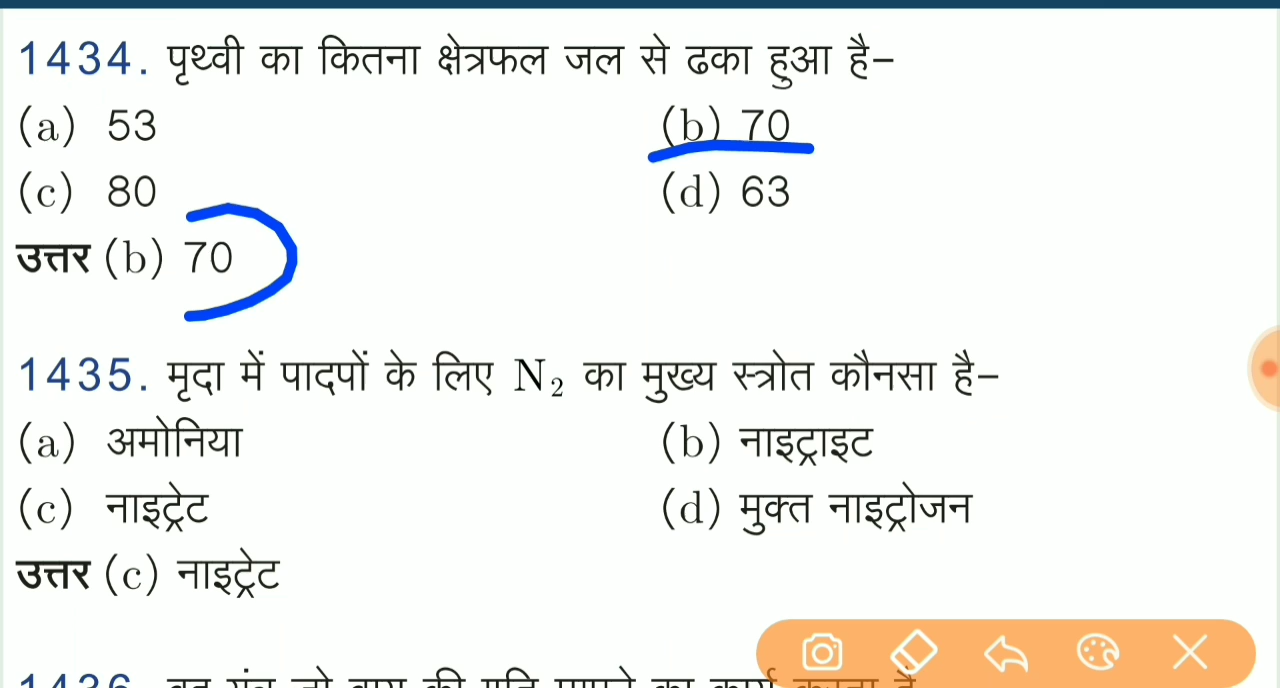 1434. पृथ्वी का कितना क्षेत्रफल जल से ढका हुआ है–
(a) 53 (b) 70
(c) 80 (d) 63
उत्तर (b) 70
1435. मृदा में पादपों के लिए N₂ का मुख्य स्त्रोत कौनसा है–
(a) अमोनिया (b) नाइट्राइट
(c) नाइट्रेट (d) मुक्त नाइट्रोजन
उत्तर (c) नाइट्रेट